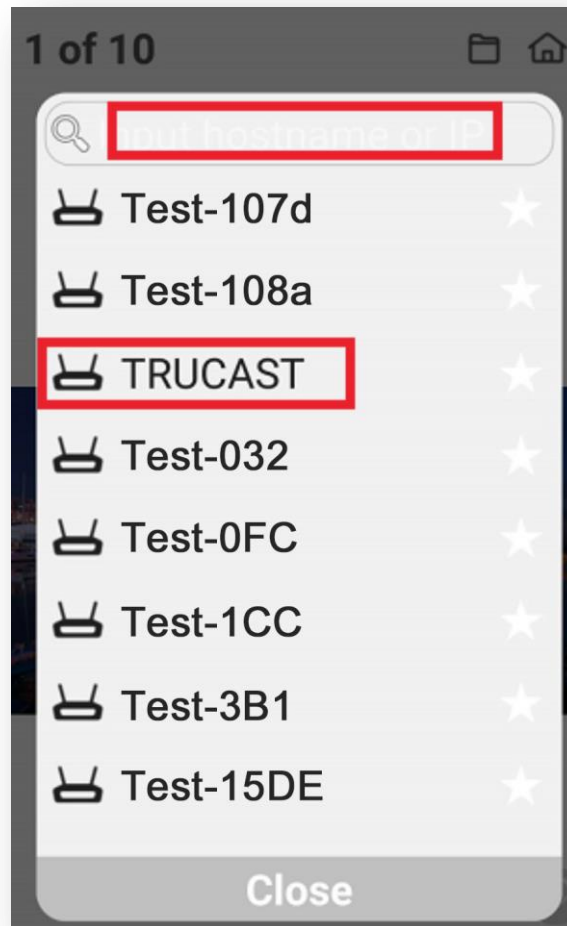 1 of 10
Input hostname or IP
Test-107d
Test-108a
TRUCAST
Test-032
Test-0FC
Test-1CC
Test-3B1
Test-15DE
Close